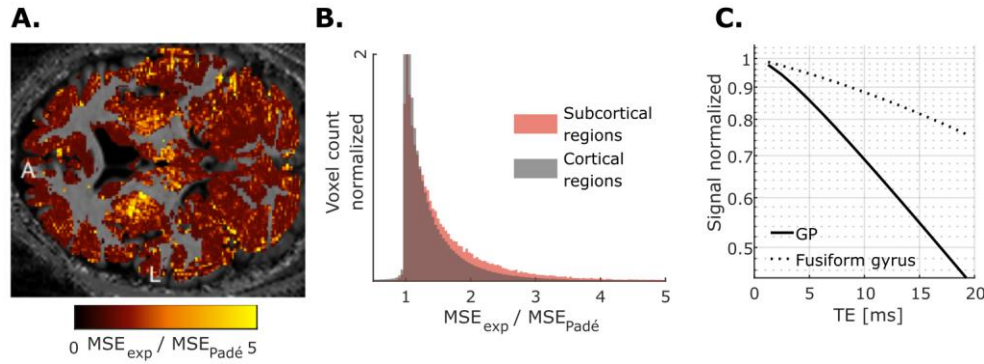 A.
A
L
0 MSE_exp / MSE_Padé 5
B.
2
Voxel count
normalized
Subcortical
regions
Cortical
regions
1 2 3 4 5
MSE_exp / MSE_Padé
C.
Signal normalized
1
0.9
0.8
0.7
0.6
0.5
GP
Fusiform gyrus
0 5 10 15 20
TE [ms]